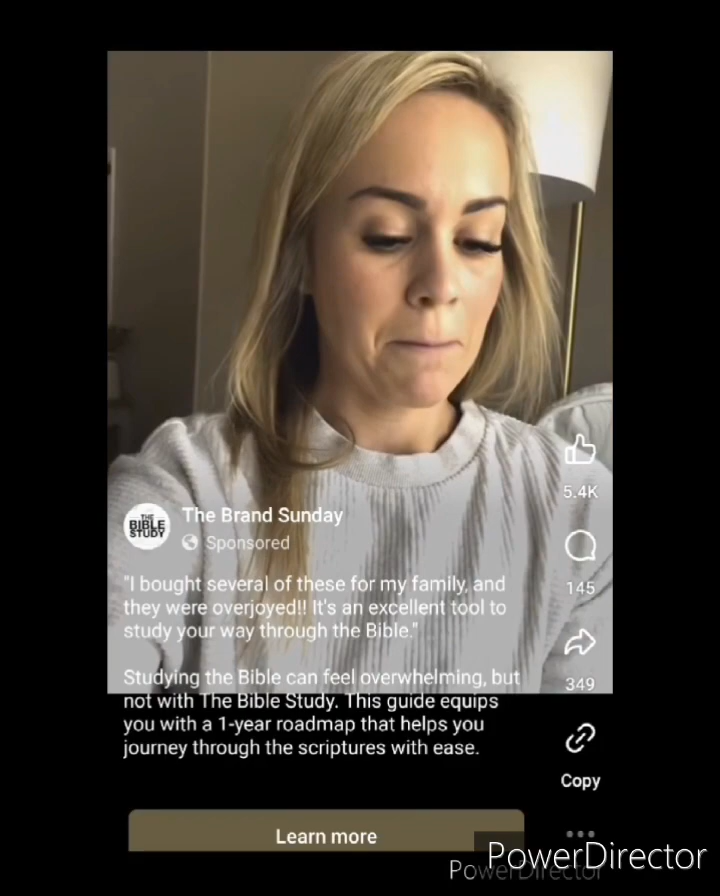 5.4K
THE
BIBLE
STUDY
The Brand Sunday
Sponsored
145
"I bought several of these for my family, and
they were overjoyed!! It's an excellent tool to
study your way through the Bible."
349
Studying the Bible can feel overwhelming, but
not with The Bible Study. This guide equips
you with a 1-year roadmap that helps you
journey through the scriptures with ease.
Copy
Learn more
PowerDirector
PowerDirector